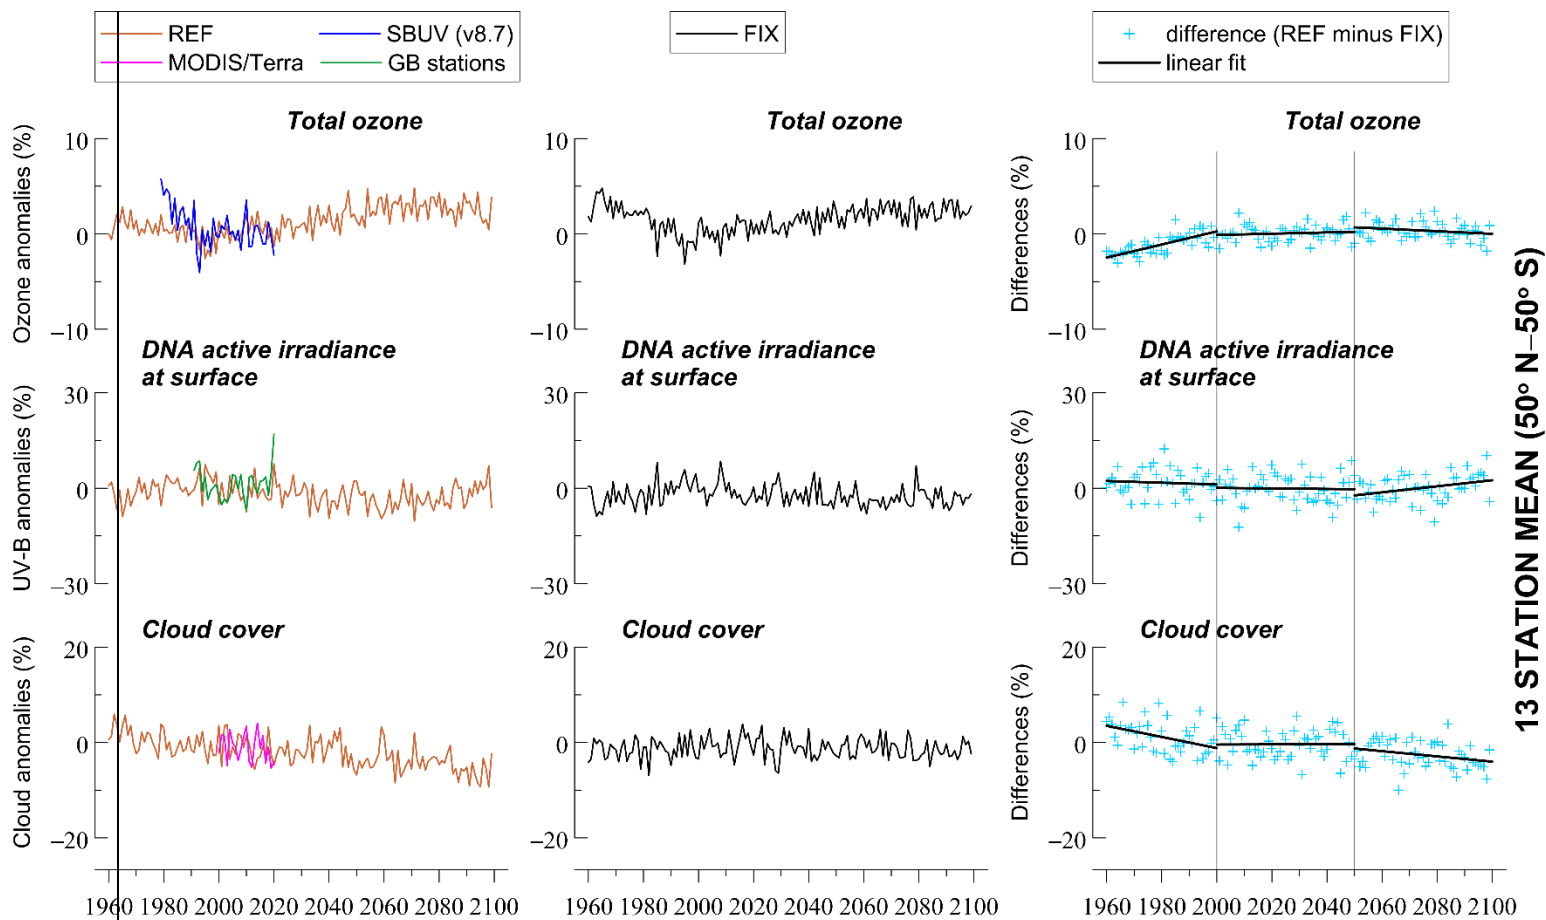 REF
SBUV (v8.7)
MODIS/Terra
GB stations
FIX
difference (REF minus FIX)
linear fit
Total ozone
Total ozone
Total ozone
Ozone anomalies (%)
10
0
−10
10
0
−10
Differences (%)
10
0
−10
DNA active irradiance
at surface
DNA active irradiance
at surface
DNA active irradiance
at surface
UV-B anomalies (%)
30
0
−30
30
0
−30
Differences (%)
30
0
−30
Cloud cover
Cloud cover
Cloud cover
Cloud anomalies (%)
20
0
−20
20
0
−20
Differences (%)
20
0
−20
1960 1980 2000 2020 2040 2060 2080 2100
1960 1980 2000 2020 2040 2060 2080 2100
1960 1980 2000 2020 2040 2060 2080 2100
13 STATION MEAN (50° N–50° S)